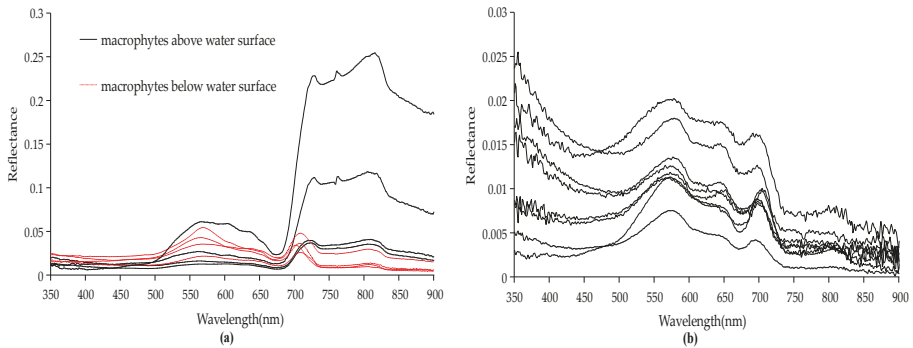 0.3
0.25
0.2
0.15
0.1
0.05
0
Reflectance
macrophytes above water surface
macrophytes below water surface
350 400 450 500 550 600 650 700 750 800 850 900
Wavelength(nm)
(a)
0.03
0.025
0.02
0.015
0.01
0.005
0
Reflectance
350 400 450 500 550 600 650 700 750 800 850 900
Wavelength(nm)
(b)